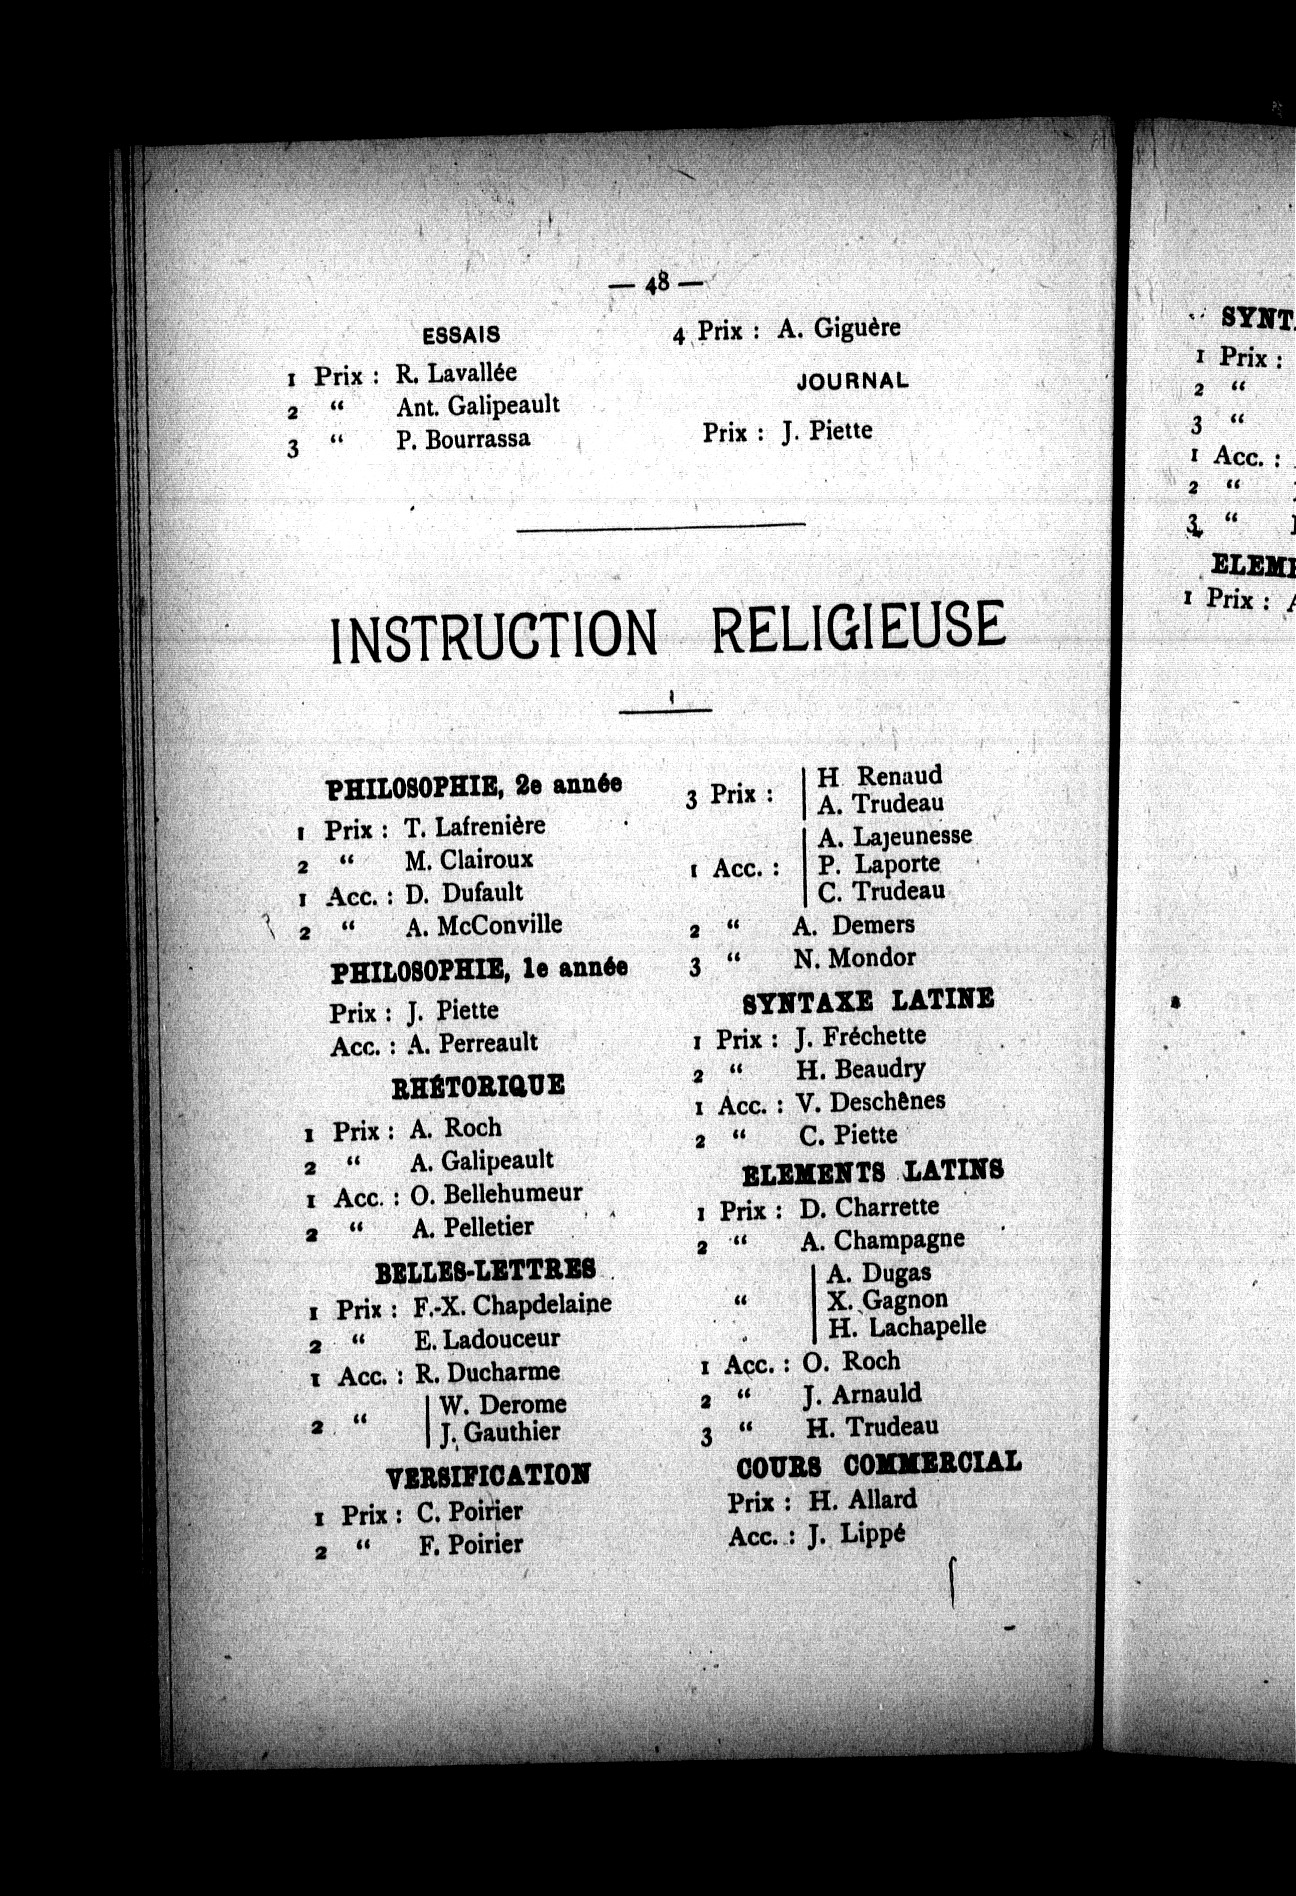 — 48 —
ESSAIS
1 Prix : R. Lavallée
2 “ Ant. Galipeault
3 “ P. Bourrassa
4 Prix : A. Giguère
JOURNAL
Prix : J. Piette
INSTRUCTION RELIGIEUSE
PHILOSOPHIE, 2e année
1 Prix : T. Lafrenière
2 “ M. Clairoux
1 Acc. : D. Dufault
2 “ A. McConville
PHILOSOPHIE, 1e année
Prix : J. Piette
Acc. : A. Perreault
RHÉTORIQUE
1 Prix : A. Roch
2 “ A. Galipeault
1 Acc. : O. Bellehumeur
2 “ A. Pelletier
BELLES-LETTRES
1 Prix : F.-X. Chapdelaine
2 “ E. Ladouceur
1 Acc. : R. Ducharme
2 “ | W. Derome
| J. Gauthier
VERSIFICATION
1 Prix : C. Poirier
2 “ F. Poirier
3 Prix : | H Renaud
| A. Trudeau
1 Acc. : | A. Lajeunesse
| P. Laporte
| C. Trudeau
2 “ A. Demers
3 “ N. Mondor
SYNTAXE LATINE
1 Prix : J. Fréchette
2 “ H. Beaudry
1 Acc. : V. Deschênes
2 “ C. Piette
ELEMENTS LATINS
1 Prix : D. Charrette
2 “ A. Champagne
“ | A. Dugas
| X. Gagnon
| H. Lachapelle
1 Acc. : O. Roch
2 “ J. Arnauld
3 “ H. Trudeau
COURS COMMERCIAL
Prix : H. Allard
Acc. : J. Lippé
1 Prix :
2 “
3 “
1 Acc. :
2 “
3 “
1 Prix :